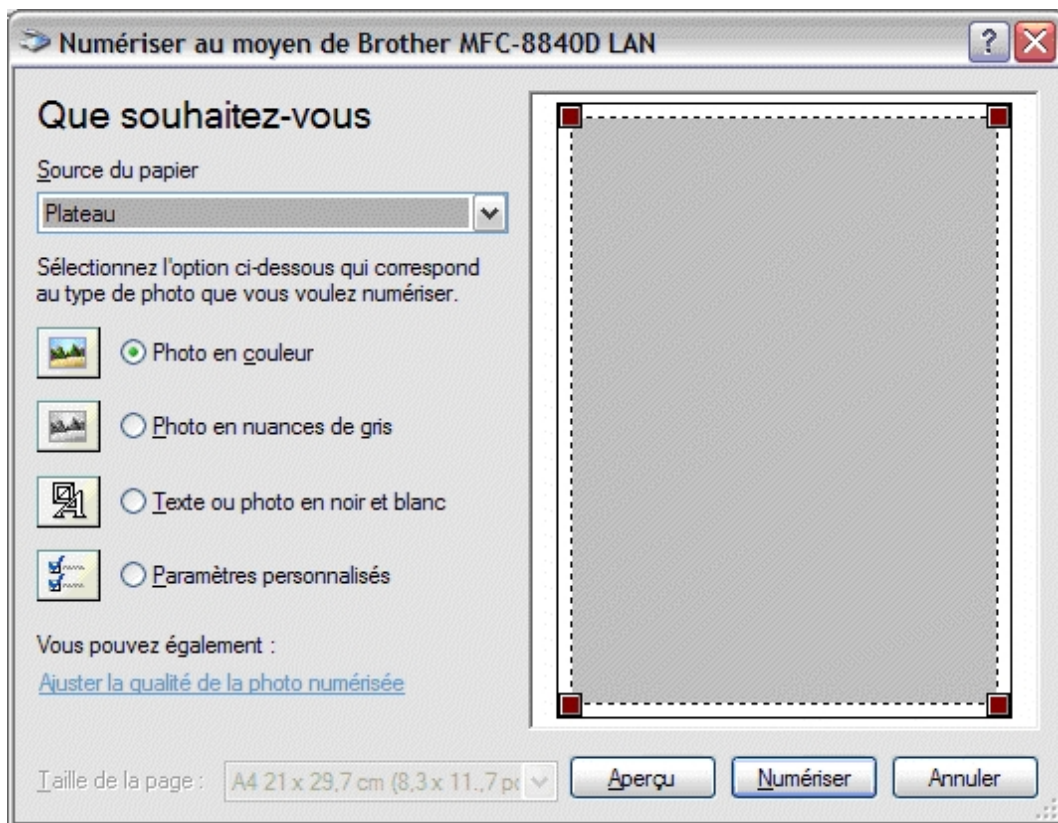 Numériser au moyen de Brother MFC-8840D LAN
Que souhaitez-vous
Source du papier
Plateau
Sélectionnez l'option ci-dessous qui correspond
au type de photo que vous voulez numériser.
Photo en couleur
Photo en nuances de gris
Texte ou photo en noir et blanc
Paramètres personnalisés
Vous pouvez également :
Ajuster la qualité de la photo numérisée
Taille de la page : A4 21 x 29,7 cm (8,3 x 11.,7 po
Aperçu Numériser Annuler